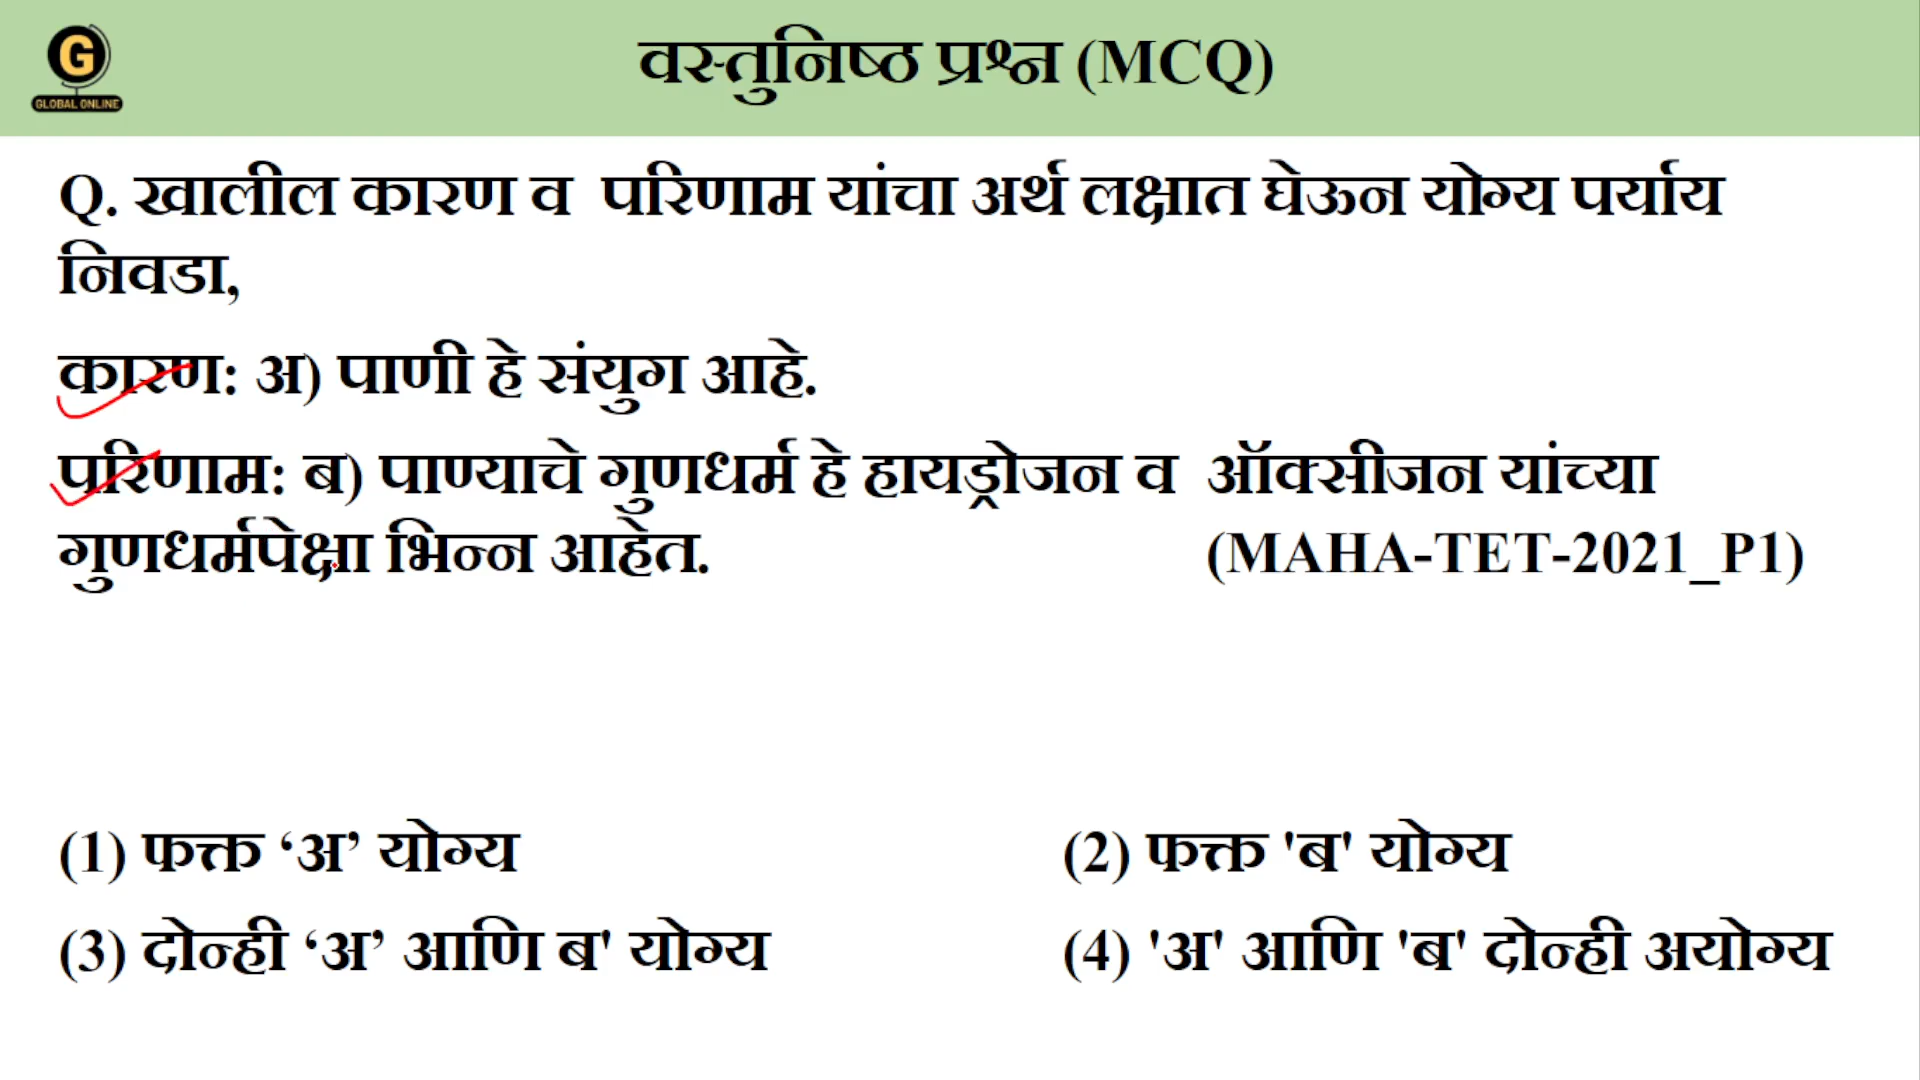 G
GLOBAL ONLINE
वस्तुनिष्ठ प्रश्न (MCQ)
Q. खालील कारण व परिणाम यांचा अर्थ लक्षात घेऊन योग्य पर्याय
निवडा,
कारण: अ) पाणी हे संयुग आहे.
परिणाम: ब) पाण्याचे गुणधर्म हे हायड्रोजन व ऑक्सीजन यांच्या
गुणधर्मपेक्षा भिन्न आहेत. (MAHA-TET-2021_P1)
(1) फक्त ‘अ’ योग्य (2) फक्त 'ब' योग्य
(3) दोन्ही ‘अ’ आणि ब' योग्य (4) 'अ' आणि 'ब' दोन्ही अयोग्य